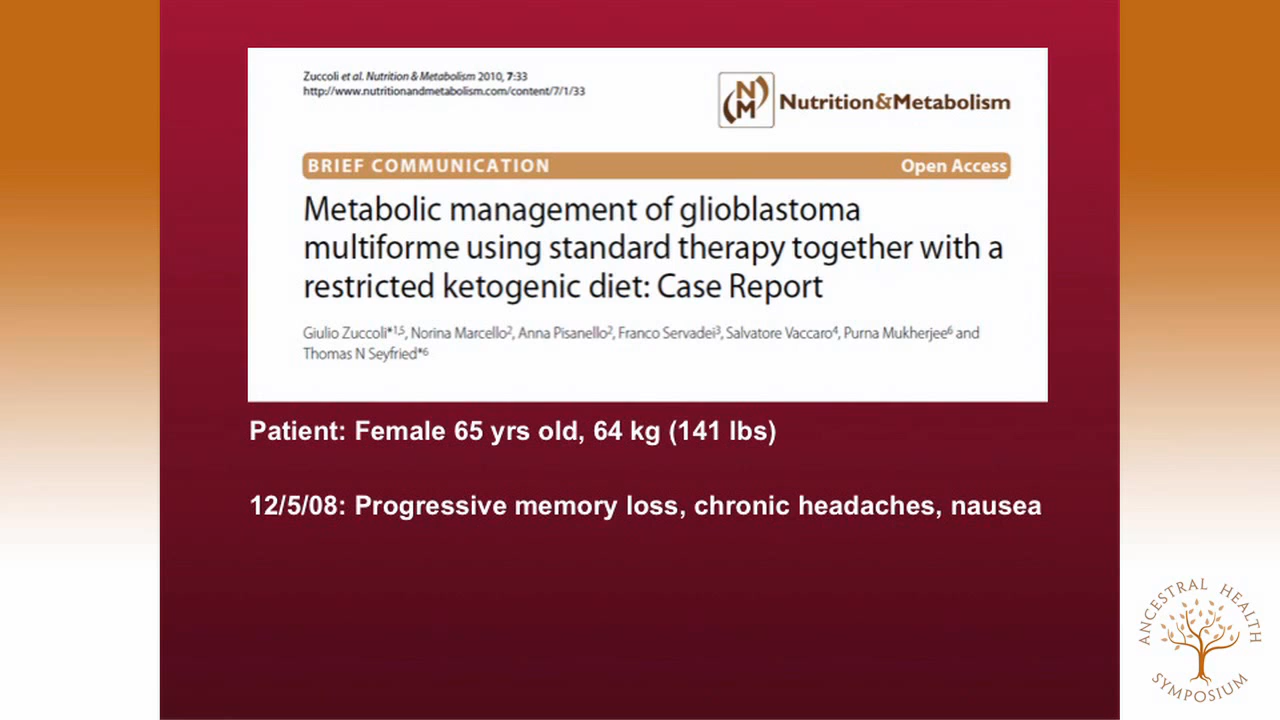 Zuccoli et al. Nutrition & Metabolism 2010, 7:33
http://www.nutritionandmetabolism.com/content/7/1/33
NM
Nutrition&Metabolism
BRIEF COMMUNICATION
Open Access
Metabolic management of glioblastoma
multiforme using standard therapy together with a
restricted ketogenic diet: Case Report
Giulio Zuccoli*1,5, Norina Marcello2, Anna Pisanello2, Franco Servadei3, Salvatore Vaccaro4, Purna Mukherjee6 and
Thomas N Seyfried*6
Patient: Female 65 yrs old, 64 kg (141 lbs)
12/5/08: Progressive memory loss, chronic headaches, nausea
ANCESTRAL HEALTH
SYMPOSIUM